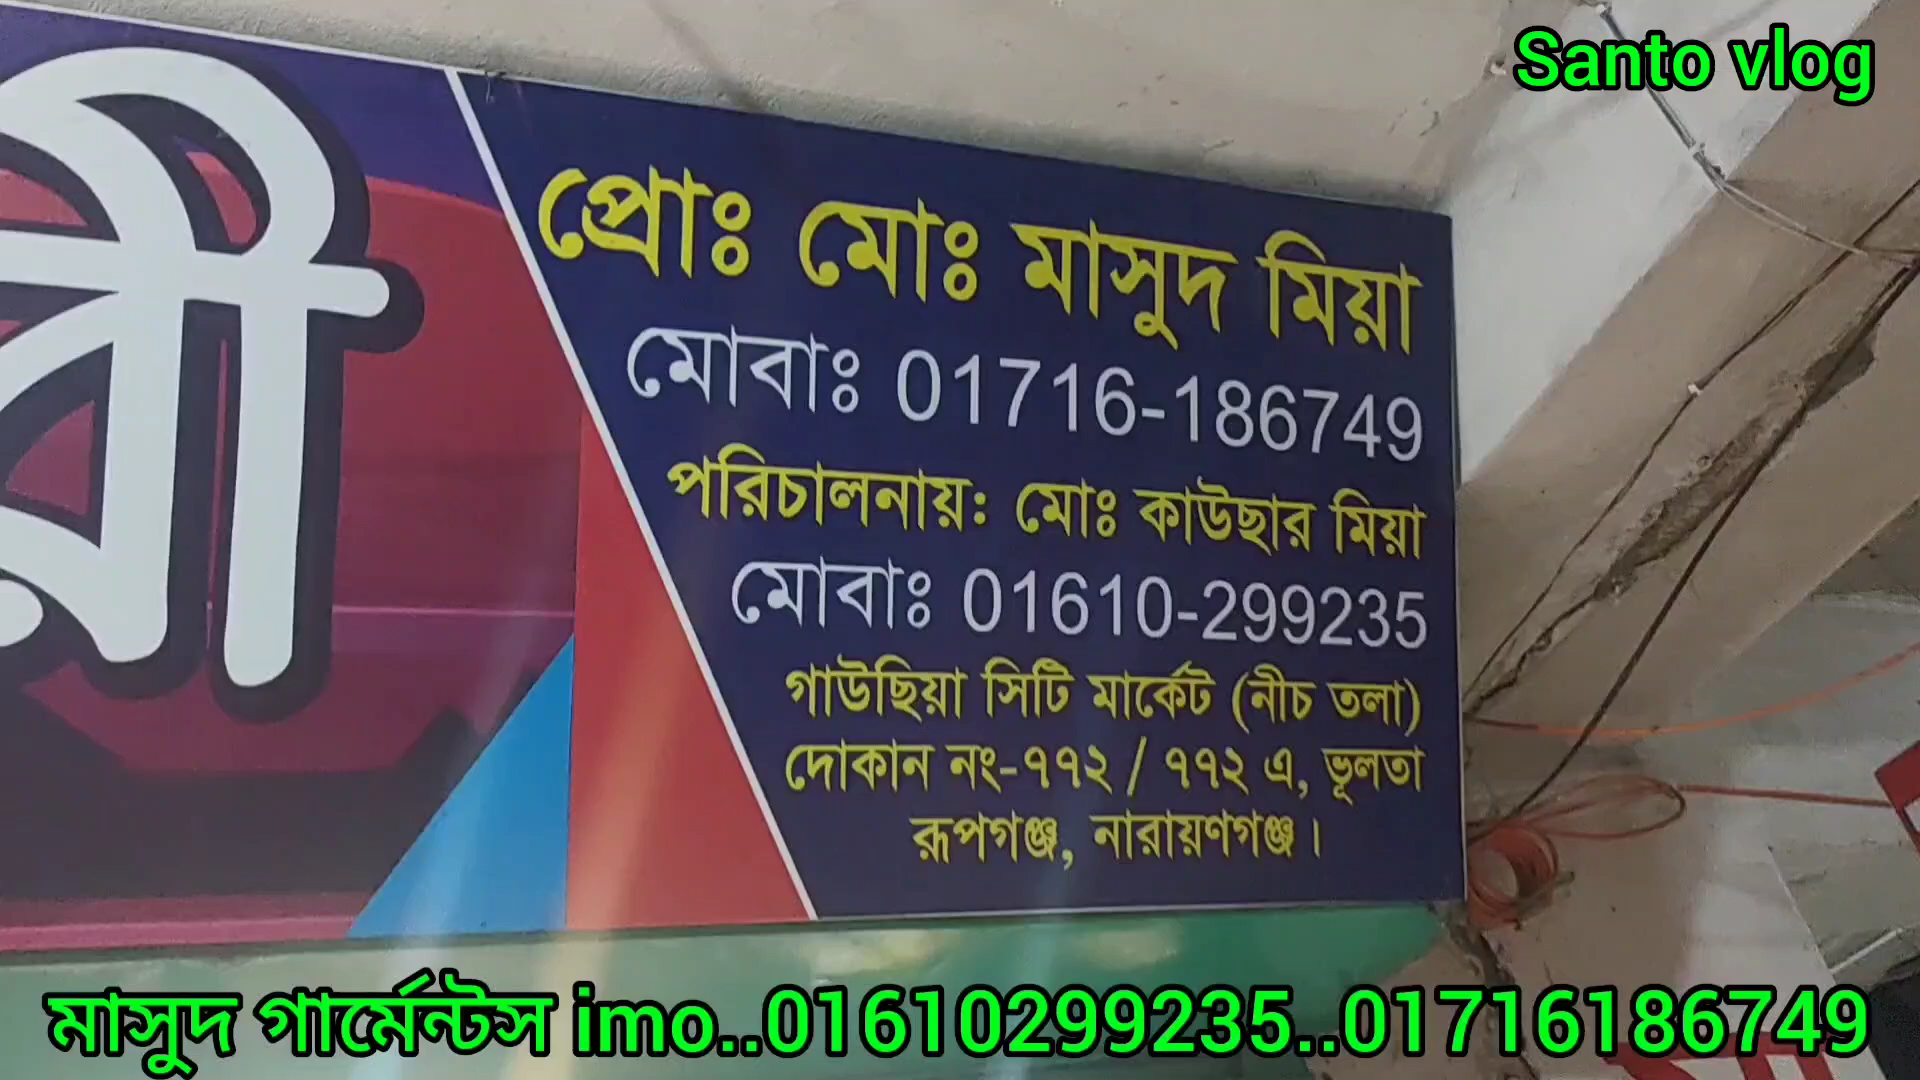 Santo vlog
রী
প্রোঃ মোঃ মাসুদ মিয়া
মোবাঃ 01716-186749
পরিচালনায়ঃ মোঃ কাউছার মিয়া
মোবাঃ 01610-299235
গাউছিয়া সিটি মার্কেট (নীচ তলা)
দোকান নং-৭৭২ / ৭৭২ এ, ভূলতা
রূপগঞ্জ, নারায়ণগঞ্জ।
মাসুদ গার্মেন্টস imo..01610299235..01716186749